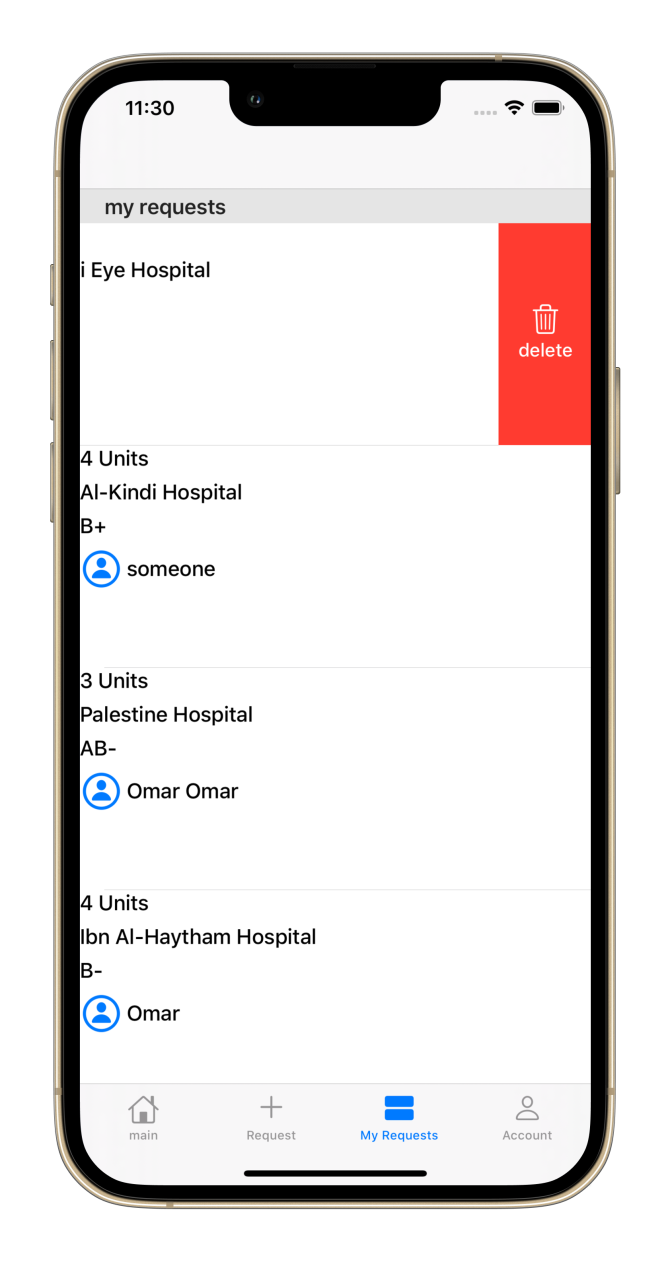 11:30
my requests
i Eye Hospital
delete
4 Units
Al-Kindi Hospital
B+
someone
3 Units
Palestine Hospital
AB-
Omar Omar
4 Units
Ibn Al-Haytham Hospital
B-
Omar
main
Request
My Requests
Account